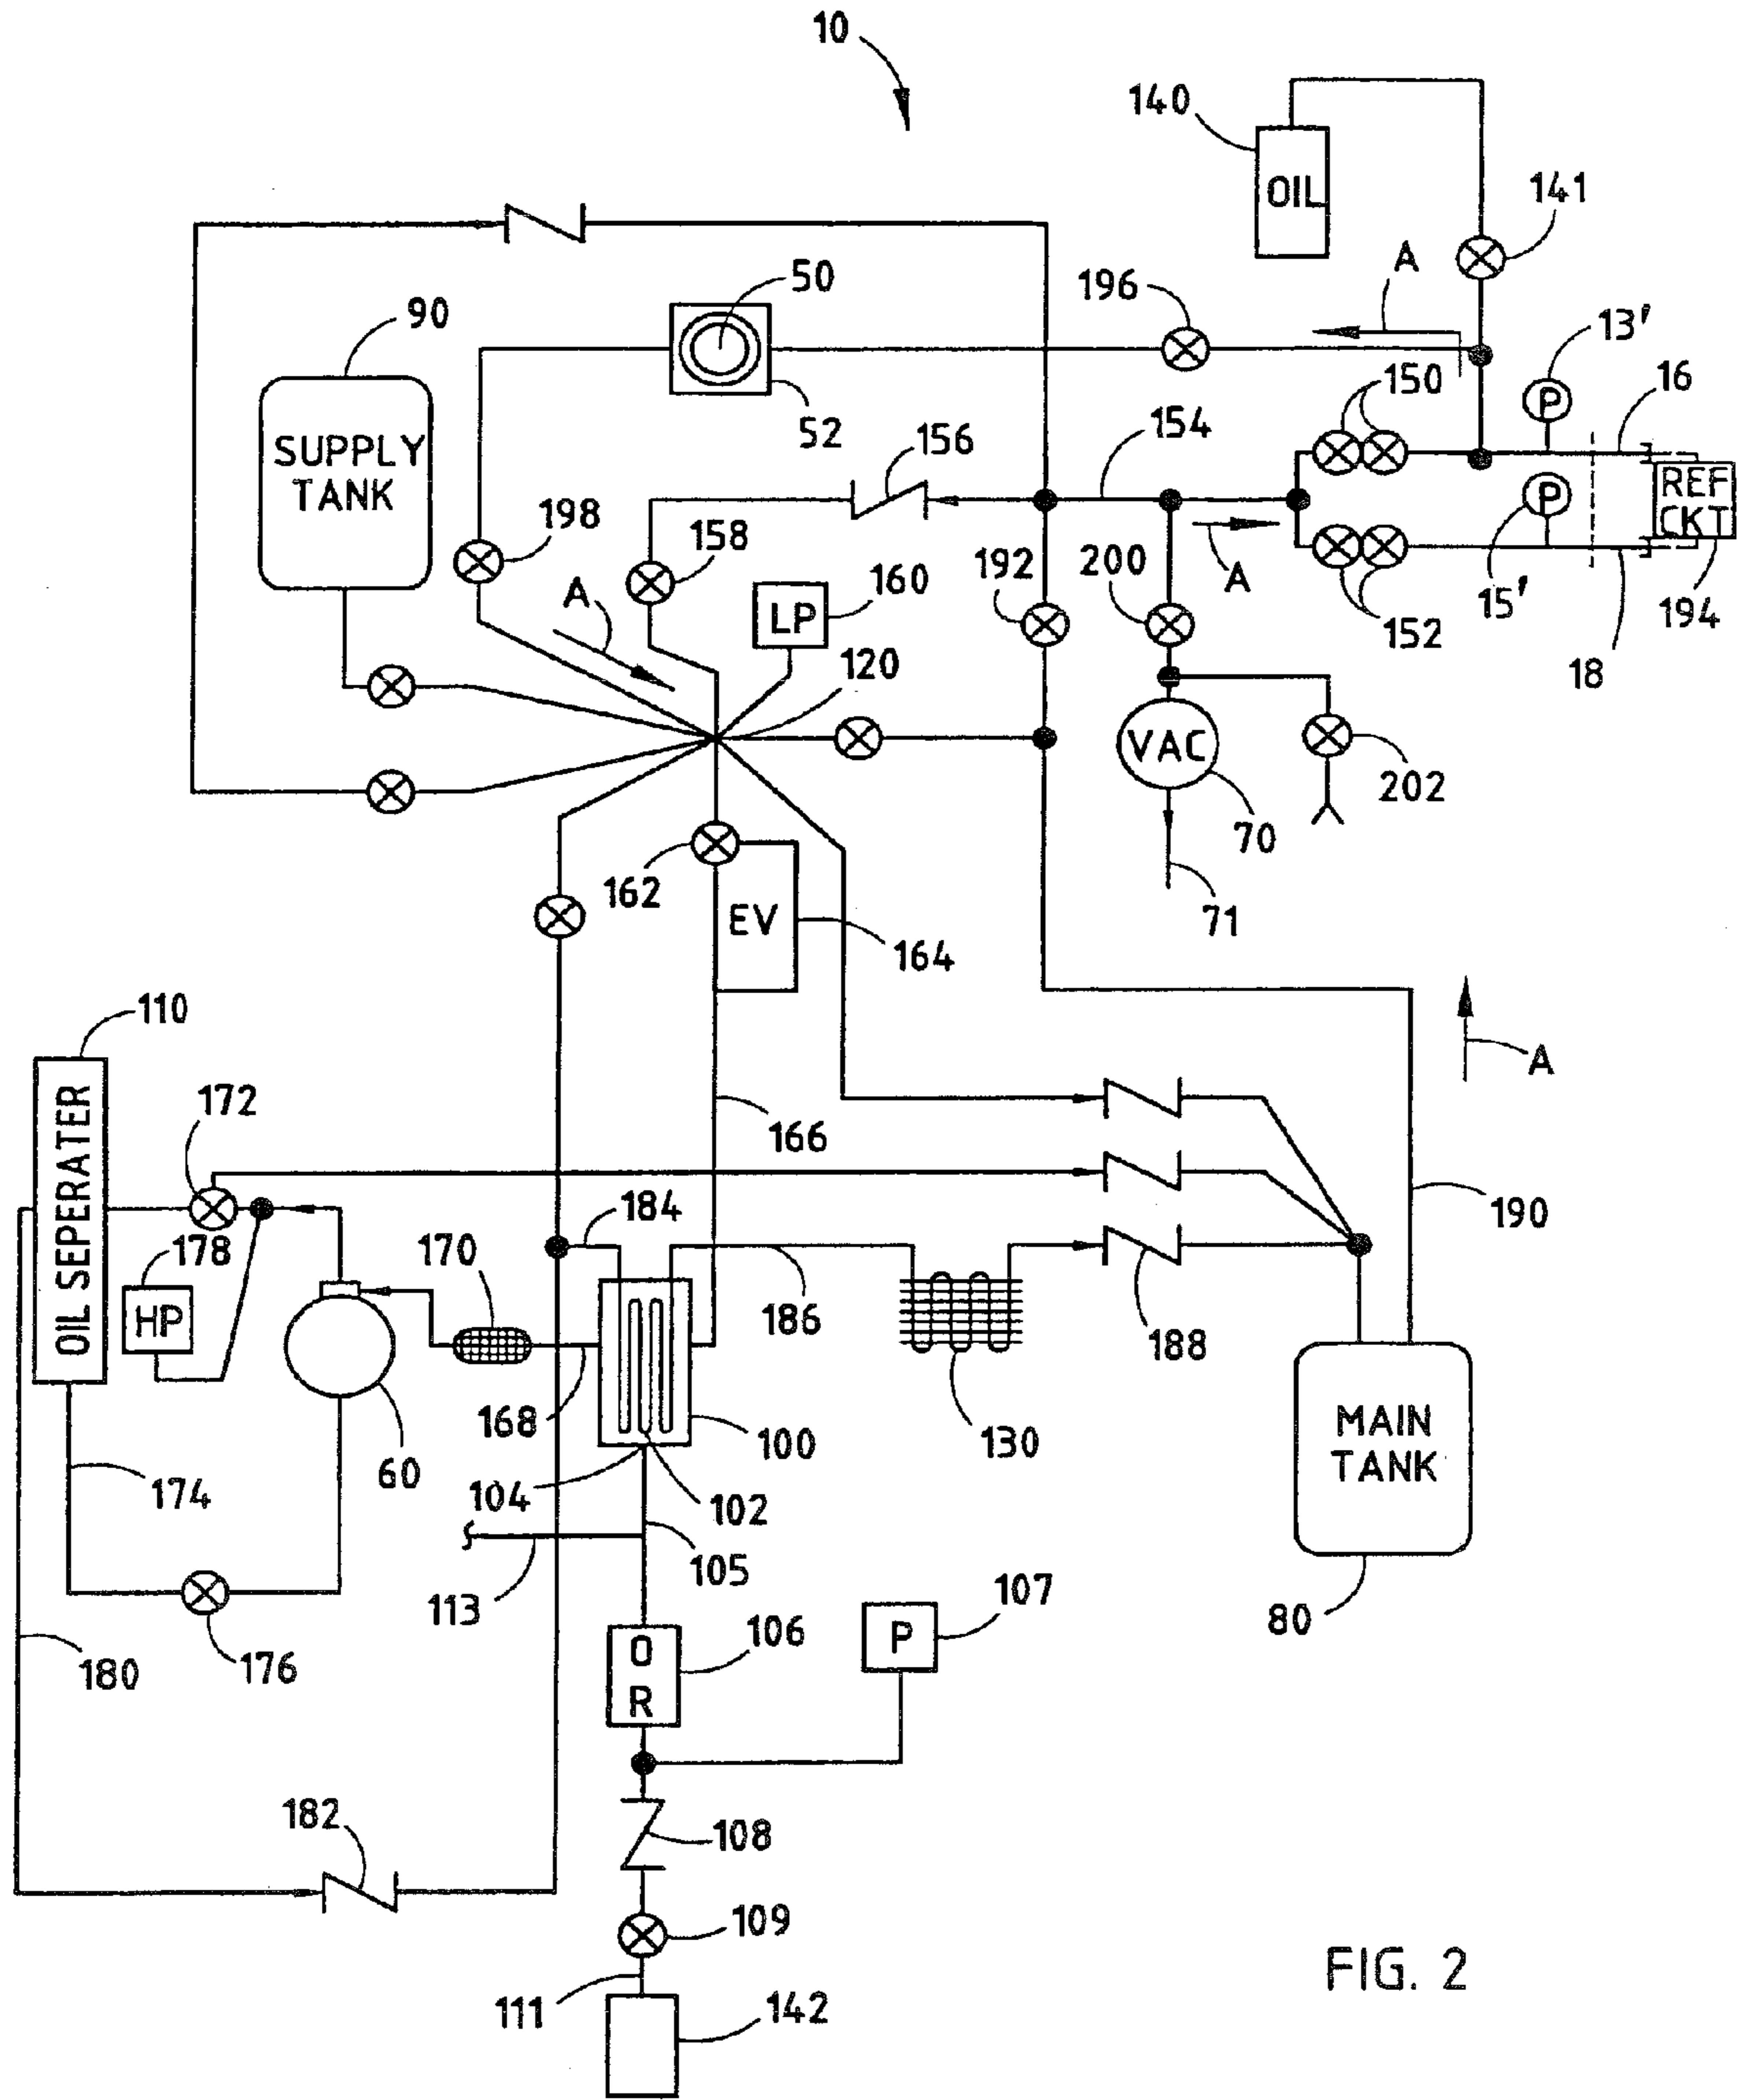 10
140
OIL
141
A
50
196
13'
90
P
16
150
52
154
156
SUPPLY
TANK
REF
CKT
P
198
158
192
200
A
A
160
LP
15'
194
152
120
18
VAC
202
162
70
EV
71
164
110
A
172
166
OIL SEPERATER
184
190
170
178
HP
186
188
168
100
130
MAIN
TANK
60
174
104
102
105
113
107
80
106
P
O
R
180
176
182
108
109
FIG. 2
111
142